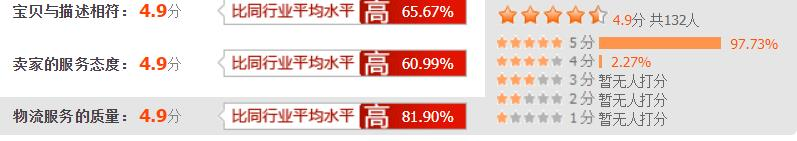 宝贝与描述相符：4.9分 比同行业平均水平 高 65.67%
卖家的服务态度：4.9分 比同行业平均水平 高 60.99%
物流服务的质量：4.9分 比同行业平均水平 高 81.90%
4.9分 共132人
5 分 97.73%
4 分 2.27%
3 分 暂无人打分
2 分 暂无人打分
1 分 暂无人打分